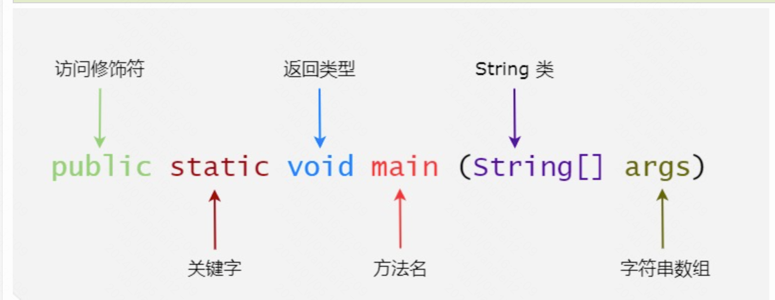 访问修饰符 返回类型 String 类
public static void main (String[] args)
关键字 方法名 字符串数组